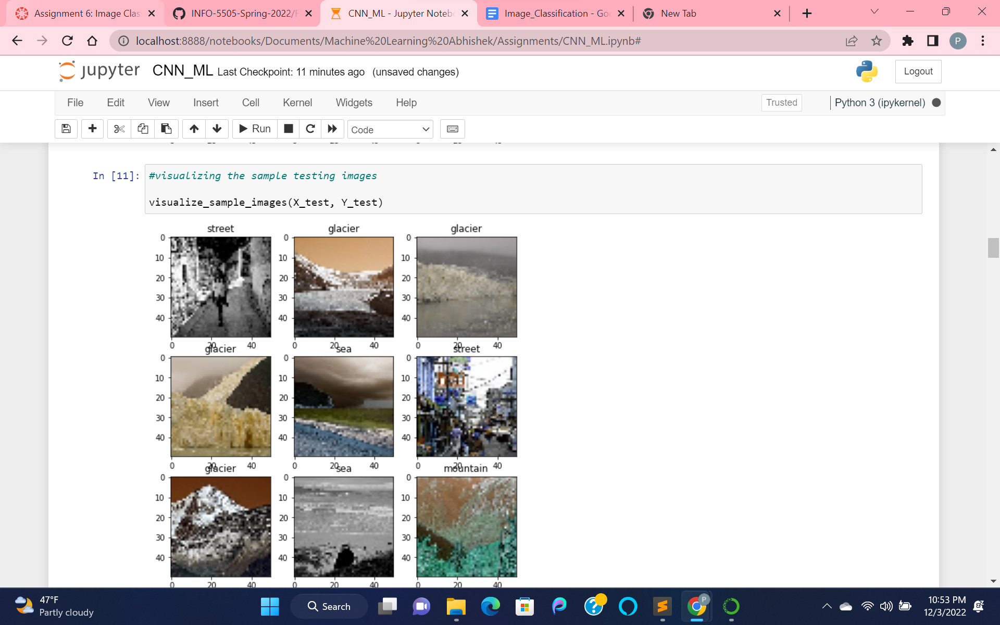 Assignment 6: Image Clas
INFO-5505-Spring-2022/F
CNN_ML - Jupyter Noteb
Image_Classification - Go
New Tab
localhost:8888/notebooks/Documents/Machine%20Learning%20Abhishek/Assignments/CNN_ML.ipynb#
P
jupyter CNN_ML Last Checkpoint: 11 minutes ago (unsaved changes)
Logout
File Edit View Insert Cell Kernel Widgets Help
Trusted
Python 3 (ipykernel)
Run
Code
In [11]: #visualizing the sample testing images
visualize_sample_images(X_test, Y_test)
street glacier glacier
0 0 0
10 10 10
20 20 20
30 30 30
40 40 40
0 20 40 0 20 40 0 20 40
glacier sea street
0 0 0
10 10 10
20 20 20
30 30 30
40 40 40
0 20 40 0 20 40 0 20 40
glacier sea mountain
0 0 0
10 10 10
20 20 20
30 30 30
40 40 40
0 20 40 0 20 40 0 20 40
47°F
Partly cloudy
Search
P
10:53 PM
12/3/2022